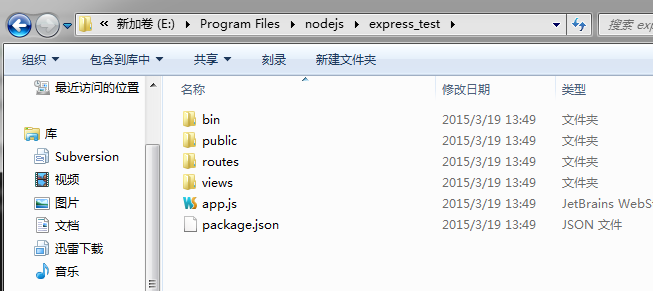 « 新加卷 (E:) ▸ Program Files ▸ nodejs ▸ express_test ▸
搜索 exp
组织 包含到库中 共享 刻录 新建文件夹
最近访问的位置
库
Subversion
视频
图片
文档
迅雷下载
音乐
名称 修改日期 类型
bin 2015/3/19 13:49 文件夹
public 2015/3/19 13:49 文件夹
routes 2015/3/19 13:49 文件夹
views 2015/3/19 13:49 文件夹
app.js 2015/3/19 13:49 JetBrains WebSt
package.json 2015/3/19 13:49 JSON 文件